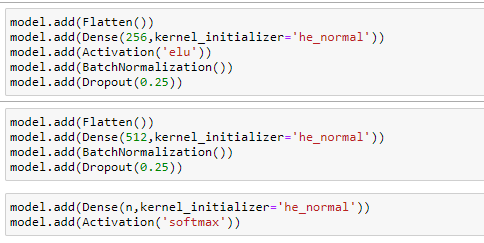 model.add(Flatten())
model.add(Dense(256,kernel_initializer='he_normal'))
model.add(Activation('elu'))
model.add(BatchNormalization())
model.add(Dropout(0.25))
model.add(Flatten())
model.add(Dense(512,kernel_initializer='he_normal'))
model.add(BatchNormalization())
model.add(Dropout(0.25))
model.add(Dense(n,kernel_initializer='he_normal'))
model.add(Activation('softmax'))